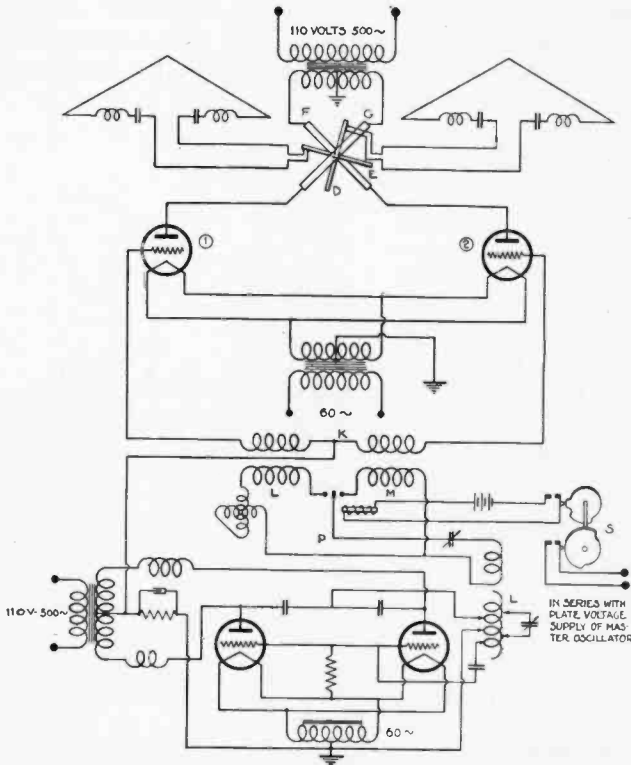 110 VOLTS 500~
F
G
E
D
①
②
60~
K
L
M
P
S
110V-500~
L
IN SERIES WITH
PLATE VOLTAGE
SUPPLY OF MAS-
TER OSCILLATOR
60~